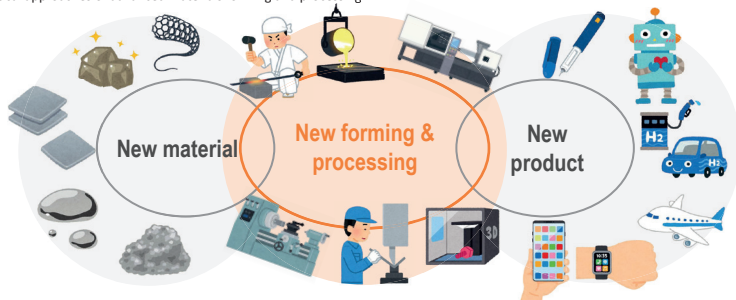 New material
New forming &
processing
New
product
H2
H2
3D
10:35